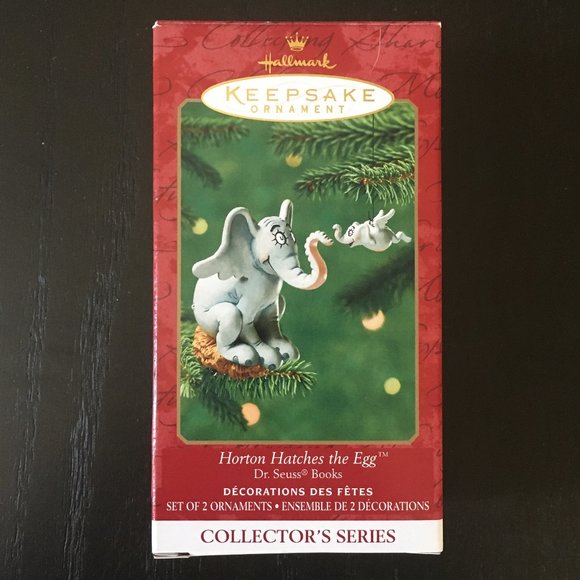 Hallmark
KEEPSAKE
ORNAMENT
Horton Hatches the Egg™
Dr. Seuss® Books
DÉCORATIONS DES FÊTES
SET OF 2 ORNAMENTS • ENSEMBLE DE 2 DÉCORATIONS
COLLECTOR'S SERIES